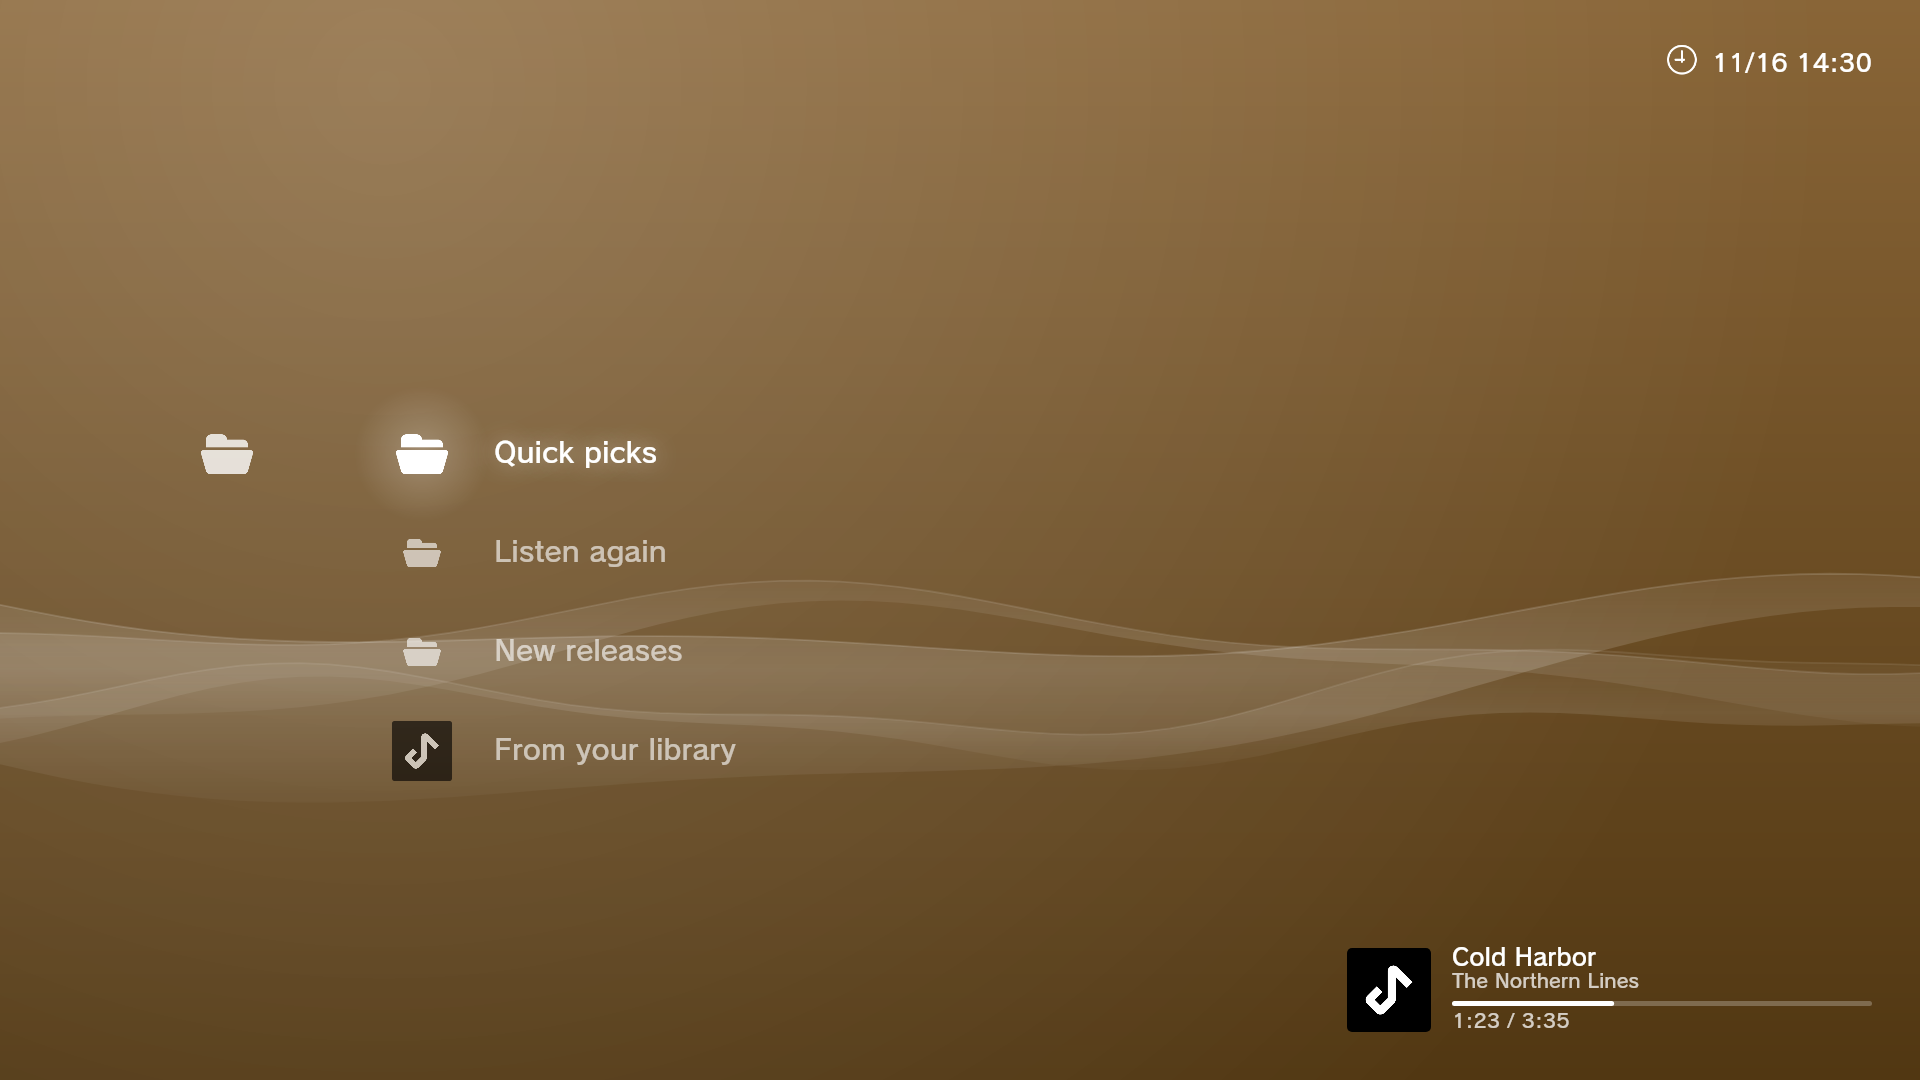 11/16 14:30
Quick picks
Listen again
New releases
From your library
Cold Harbor
The Northern Lines
1:23 / 3:35